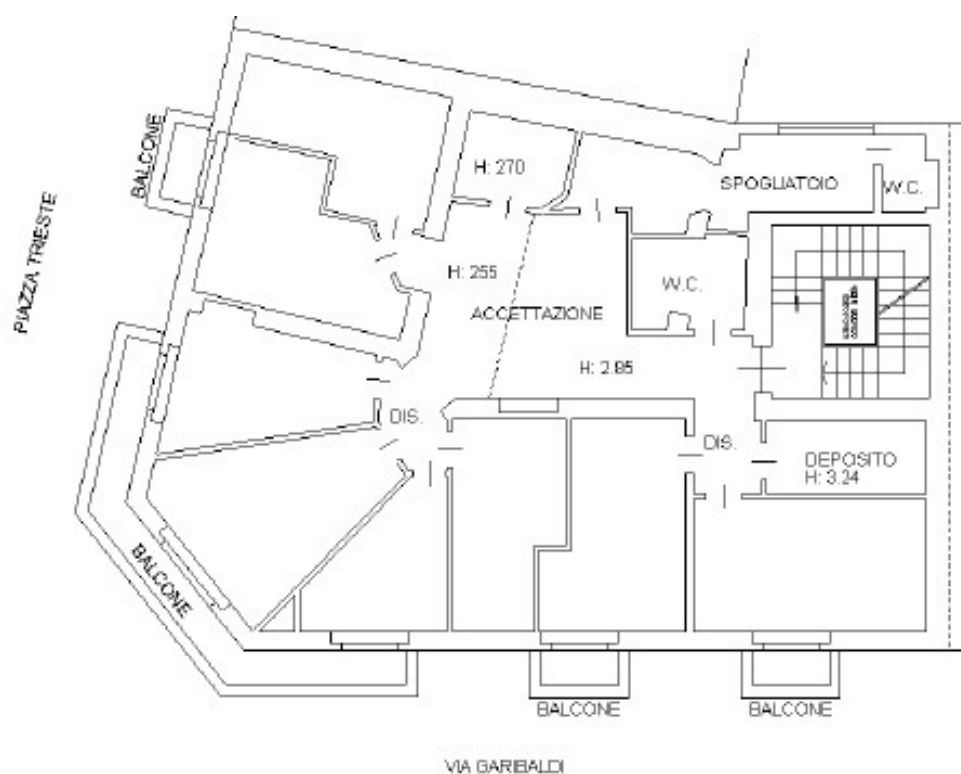 BALCONE
H: 270
SPOGLIATOIO
W.C.
PIAZZA TRIESTE
H: 255
W.C.
ACCETTAZIONE
H: 2.85
DIS.
DIS.
DEPOSITO
H: 3.24
BALCONE
BALCONE
BALCONE
VIA GARIBALDI